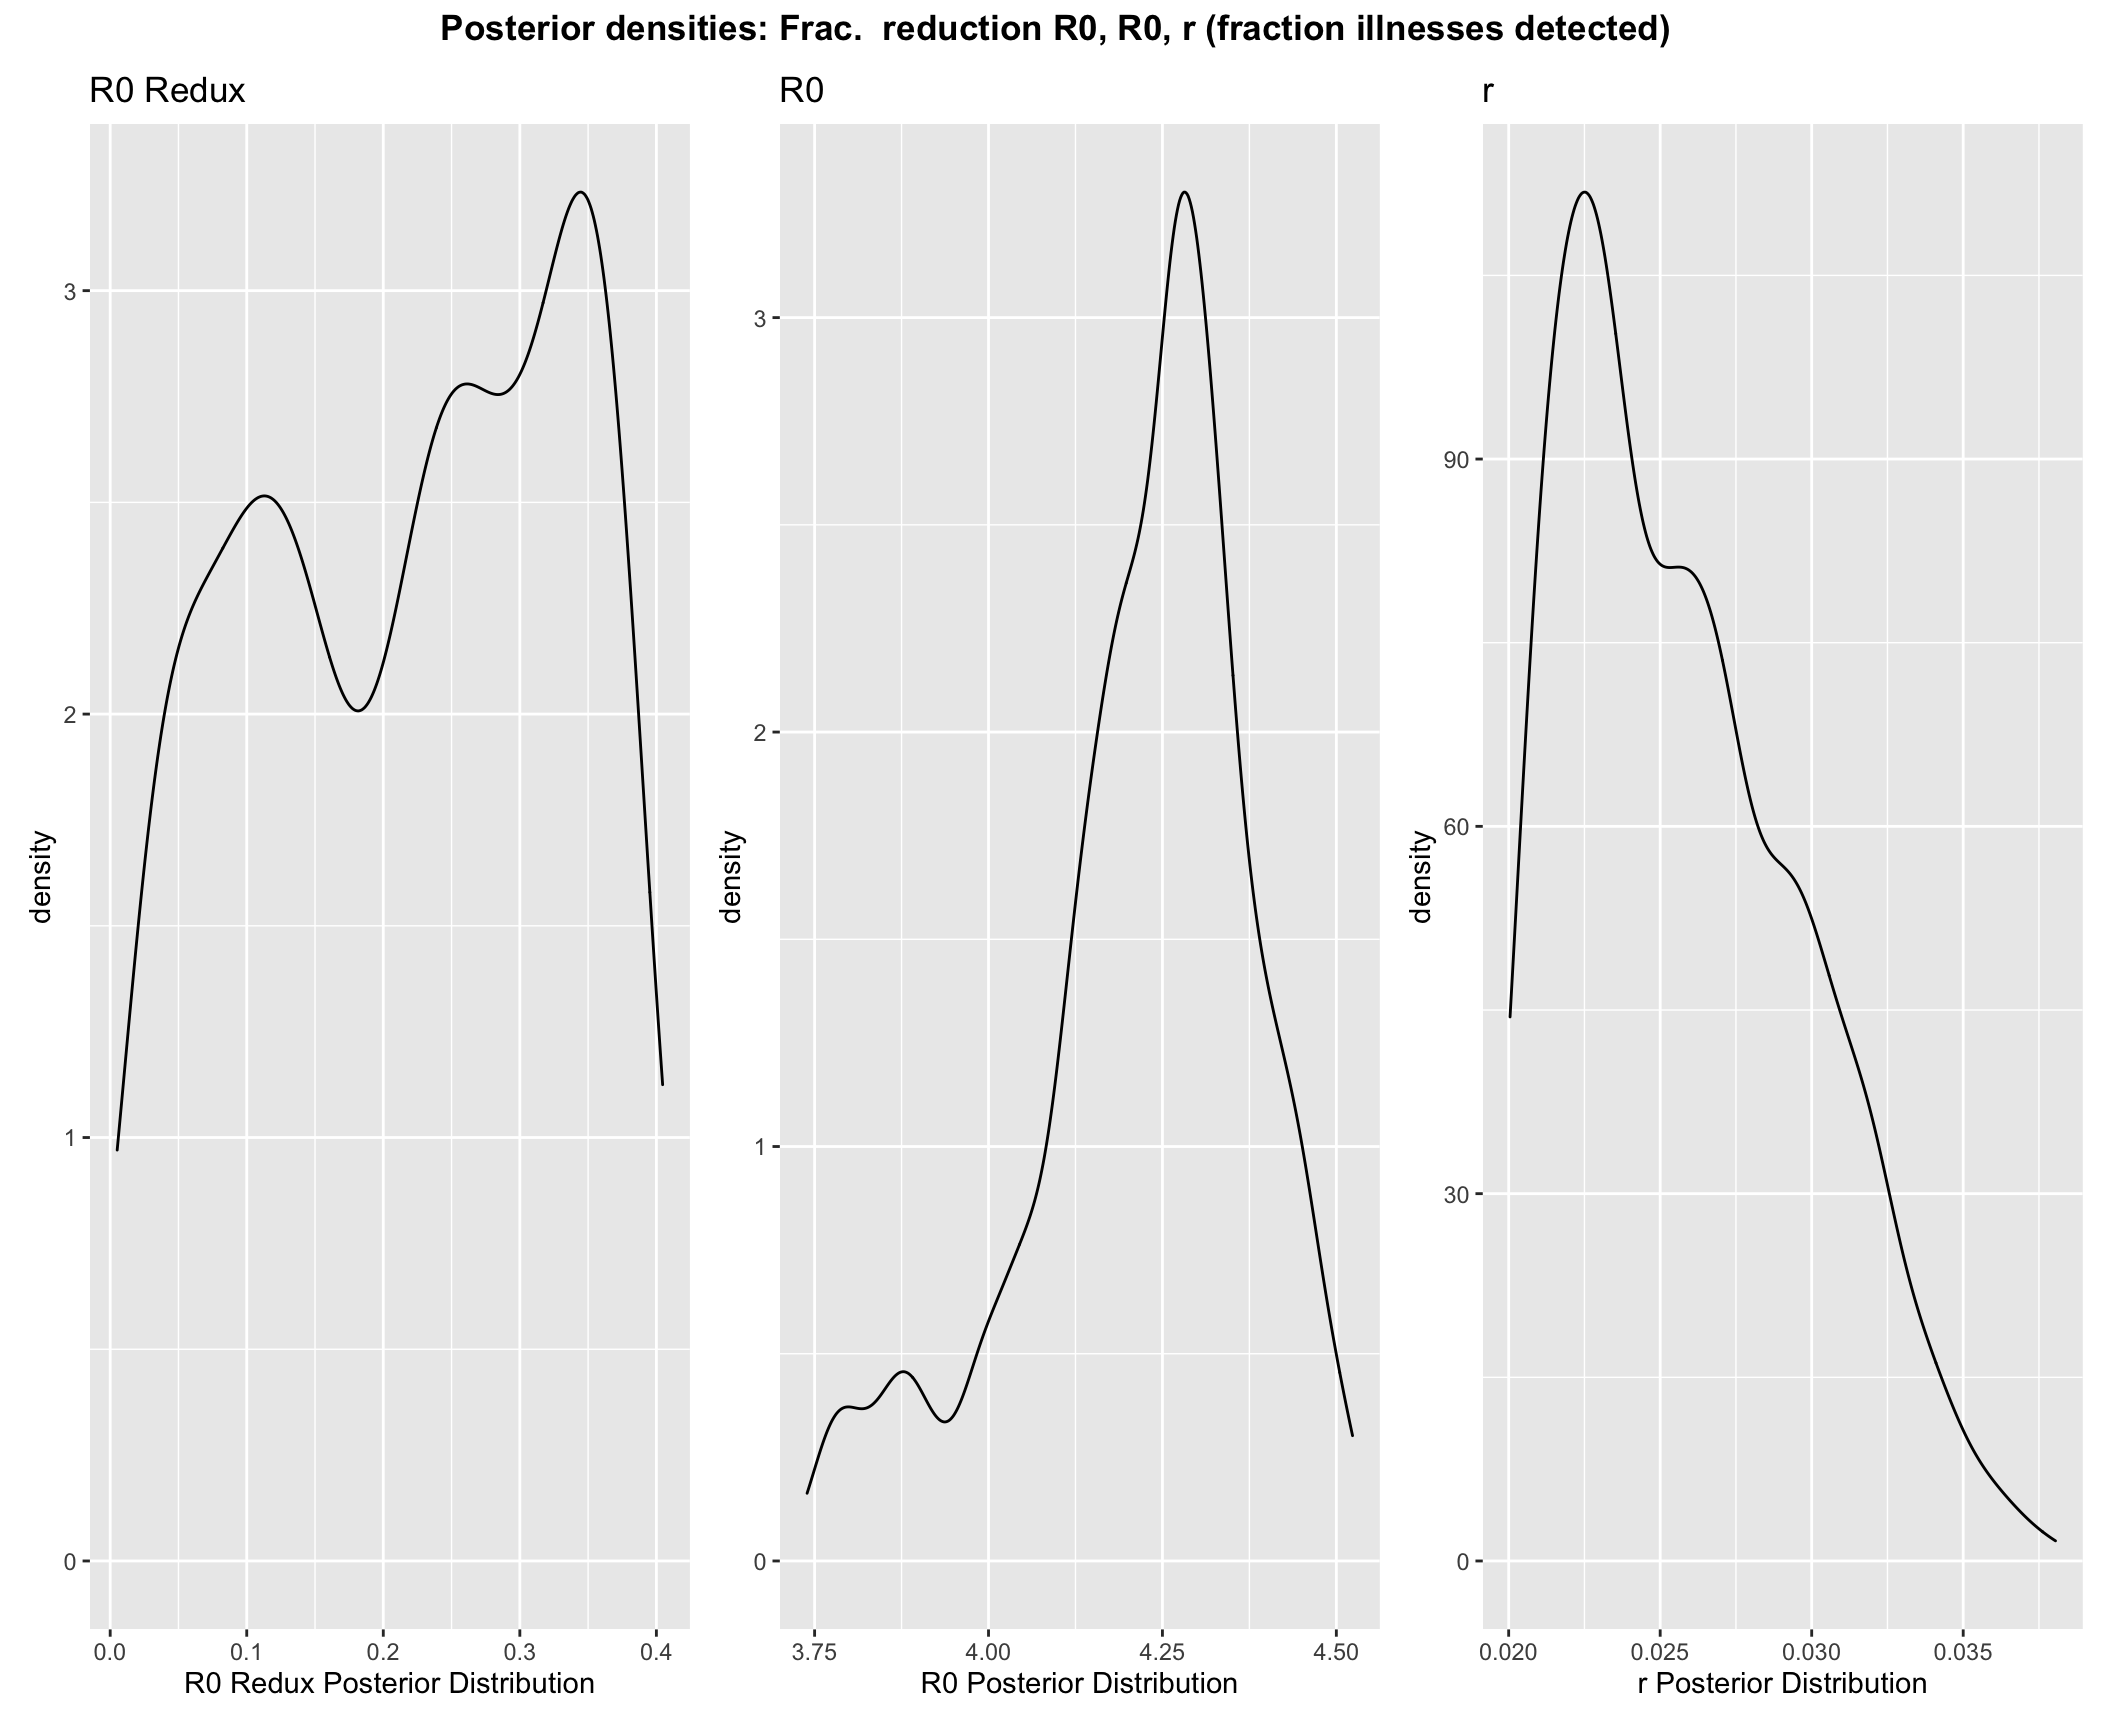 Posterior densities: Frac.  reduction R0, R0, r (fraction illnesses detected)
R0 Redux
density
3
2
1
0
0.0 0.1 0.2 0.3 0.4
R0 Redux Posterior Distribution
R0
density
3
2
1
0
3.75 4.00 4.25 4.50
R0 Posterior Distribution
r
density
90
60
30
0
0.020 0.025 0.030 0.035
r Posterior Distribution